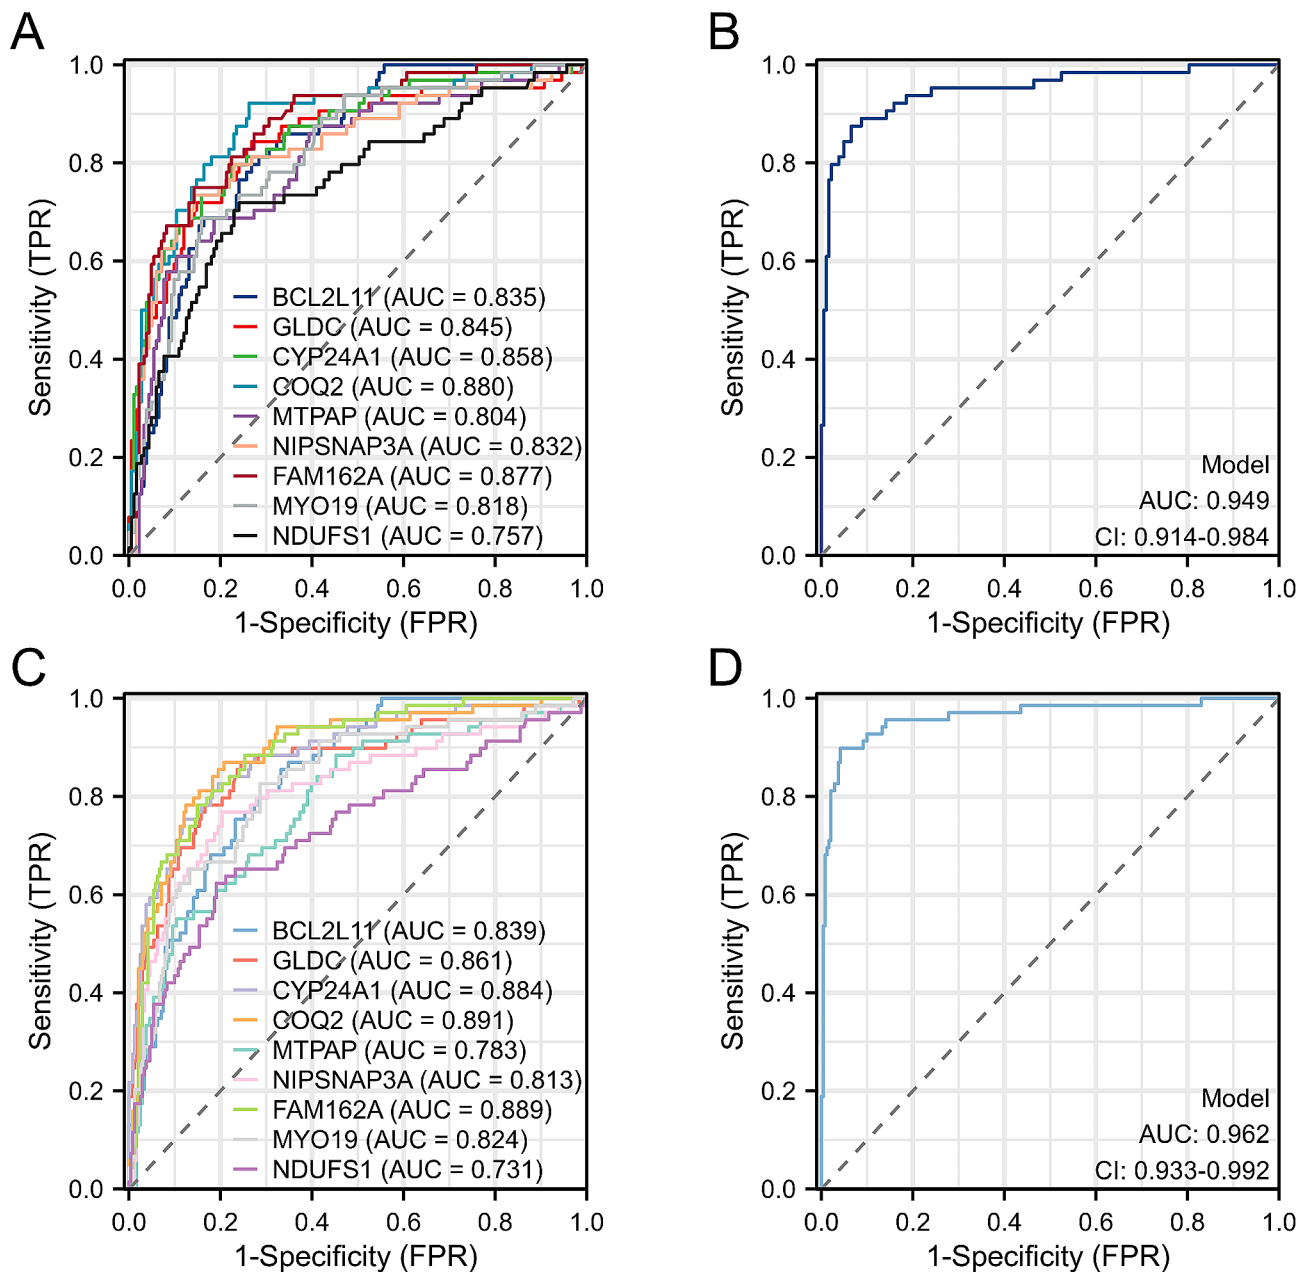 A
Sensitivity (TPR)
1.0
0.8
0.6
0.4
0.2
0.0
BCL2L11 (AUC = 0.835)
GLDC (AUC = 0.845)
CYP24A1 (AUC = 0.858)
COQ2 (AUC = 0.880)
MTPAP (AUC = 0.804)
NIPSNAP3A (AUC = 0.832)
FAM162A (AUC = 0.877)
MYO19 (AUC = 0.818)
NDUFS1 (AUC = 0.757)
0.0 0.2 0.4 0.6 0.8 1.0
1-Specificity (FPR)
B
Sensitivity (TPR)
1.0
0.8
0.6
0.4
0.2
0.0
Model
AUC: 0.949
CI: 0.914-0.984
0.0 0.2 0.4 0.6 0.8 1.0
1-Specificity (FPR)
C
Sensitivity (TPR)
1.0
0.8
0.6
0.4
0.2
0.0
BCL2L11 (AUC = 0.839)
GLDC (AUC = 0.861)
CYP24A1 (AUC = 0.884)
COQ2 (AUC = 0.891)
MTPAP (AUC = 0.783)
NIPSNAP3A (AUC = 0.813)
FAM162A (AUC = 0.889)
MYO19 (AUC = 0.824)
NDUFS1 (AUC = 0.731)
0.0 0.2 0.4 0.6 0.8 1.0
1-Specificity (FPR)
D
Sensitivity (TPR)
1.0
0.8
0.6
0.4
0.2
0.0
Model
AUC: 0.962
CI: 0.933-0.992
0.0 0.2 0.4 0.6 0.8 1.0
1-Specificity (FPR)